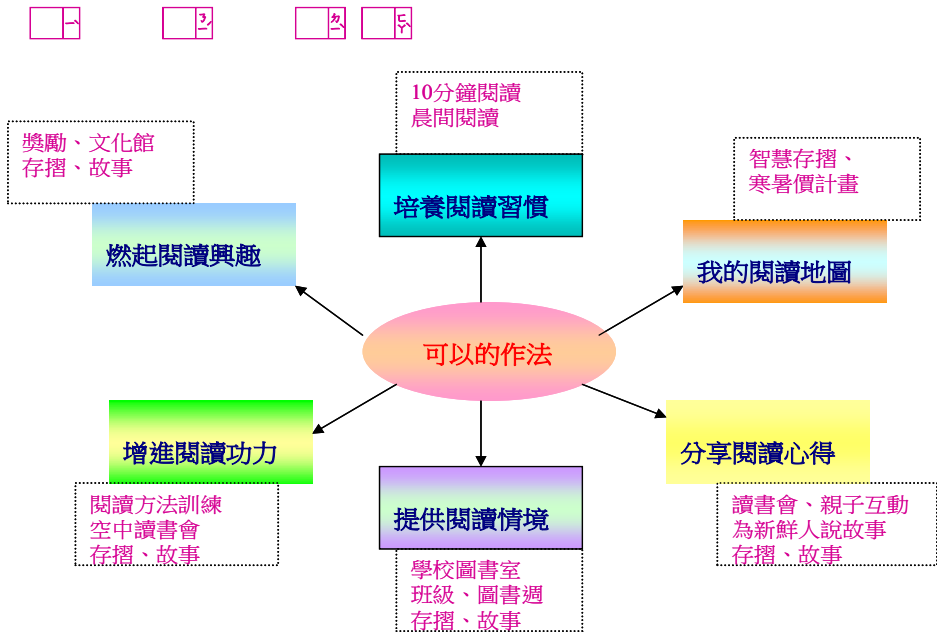 10分鐘閱讀
晨間閱讀
培養閱讀習慣
獎勵、文化館
存摺、故事
燃起閱讀興趣
智慧存摺、
寒暑價計畫
我的閱讀地圖
可以的作法
增進閱讀功力
閱讀方法訓練
空中讀書會
存摺、故事
提供閱讀情境
學校圖書室
班級、圖書週
存摺、故事
分享閱讀心得
讀書會、親子互動
為新鮮人說故事
存摺、故事